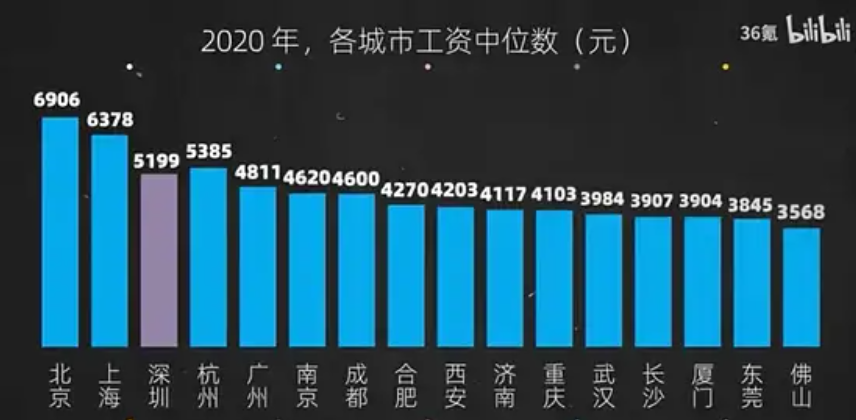 2020 年，各城市工资中位数（元）
36氪 bilibili
6906
6378
5199
5385
4811
4620
4600
4270
4203
4117
4103
3984
3907
3904
3845
3568
北京
上海
深圳
杭州
广州
南京
成都
合肥
西安
济南
重庆
武汉
长沙
厦门
东莞
佛山